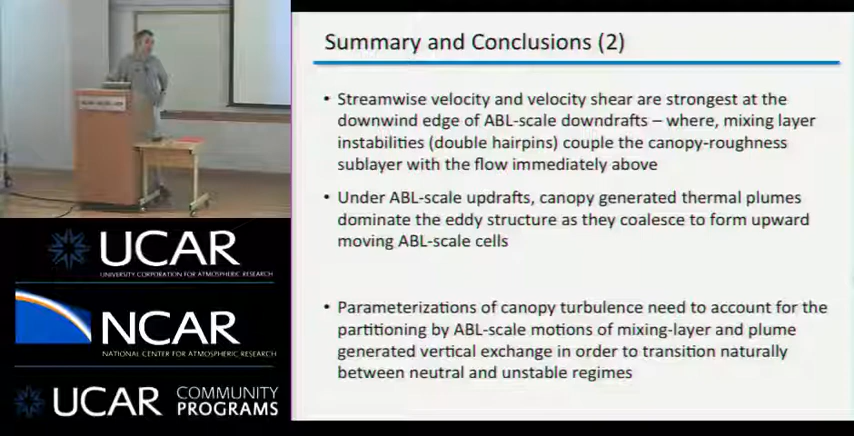 Summary and Conclusions (2)
• Streamwise velocity and velocity shear are strongest at the
downwind edge of ABL-scale downdrafts – where, mixing layer
instabilities (double hairpins) couple the canopy-roughness
sublayer with the flow immediately above
• Under ABL-scale updrafts, canopy generated thermal plumes
dominate the eddy structure as they coalesce to form upward
moving ABL-scale cells
• Parameterizations of canopy turbulence need to account for the
partitioning by ABL-scale motions of mixing-layer and plume
generated vertical exchange in order to transition naturally
between neutral and unstable regimes
UCAR
UNIVERSITY CORPORATION FOR ATMOSPHERIC RESEARCH
NCAR
NATIONAL CENTER FOR ATMOSPHERIC RESEARCH
UCAR COMMUNITY
PROGRAMS